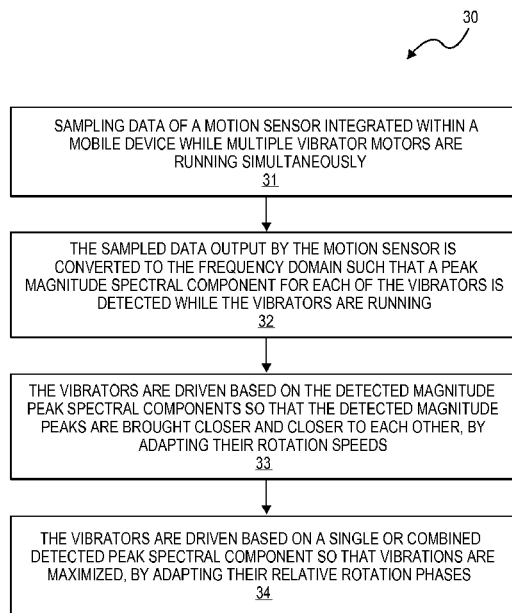 30
SAMPLING DATA OF A MOTION SENSOR INTEGRATED WITHIN A
MOBILE DEVICE WHILE MULTIPLE VIBRATOR MOTORS ARE
RUNNING SIMULTANEOUSLY
31
THE SAMPLED DATA OUTPUT BY THE MOTION SENSOR IS
CONVERTED TO THE FREQUENCY DOMAIN SUCH THAT A PEAK
MAGNITUDE SPECTRAL COMPONENT FOR EACH OF THE VIBRATORS IS
DETECTED WHILE THE VIBRATORS ARE RUNNING
32
THE VIBRATORS ARE DRIVEN BASED ON THE DETECTED MAGNITUDE
PEAK SPECTRAL COMPONENTS SO THAT THE DETECTED MAGNITUDE
PEAKS ARE BROUGHT CLOSER AND CLOSER TO EACH OTHER, BY
ADAPTING THEIR ROTATION SPEEDS
33
THE VIBRATORS ARE DRIVEN BASED ON A SINGLE OR COMBINED
DETECTED PEAK SPECTRAL COMPONENT SO THAT VIBRATIONS ARE
MAXIMIZED, BY ADAPTING THEIR RELATIVE ROTATION PHASES
34